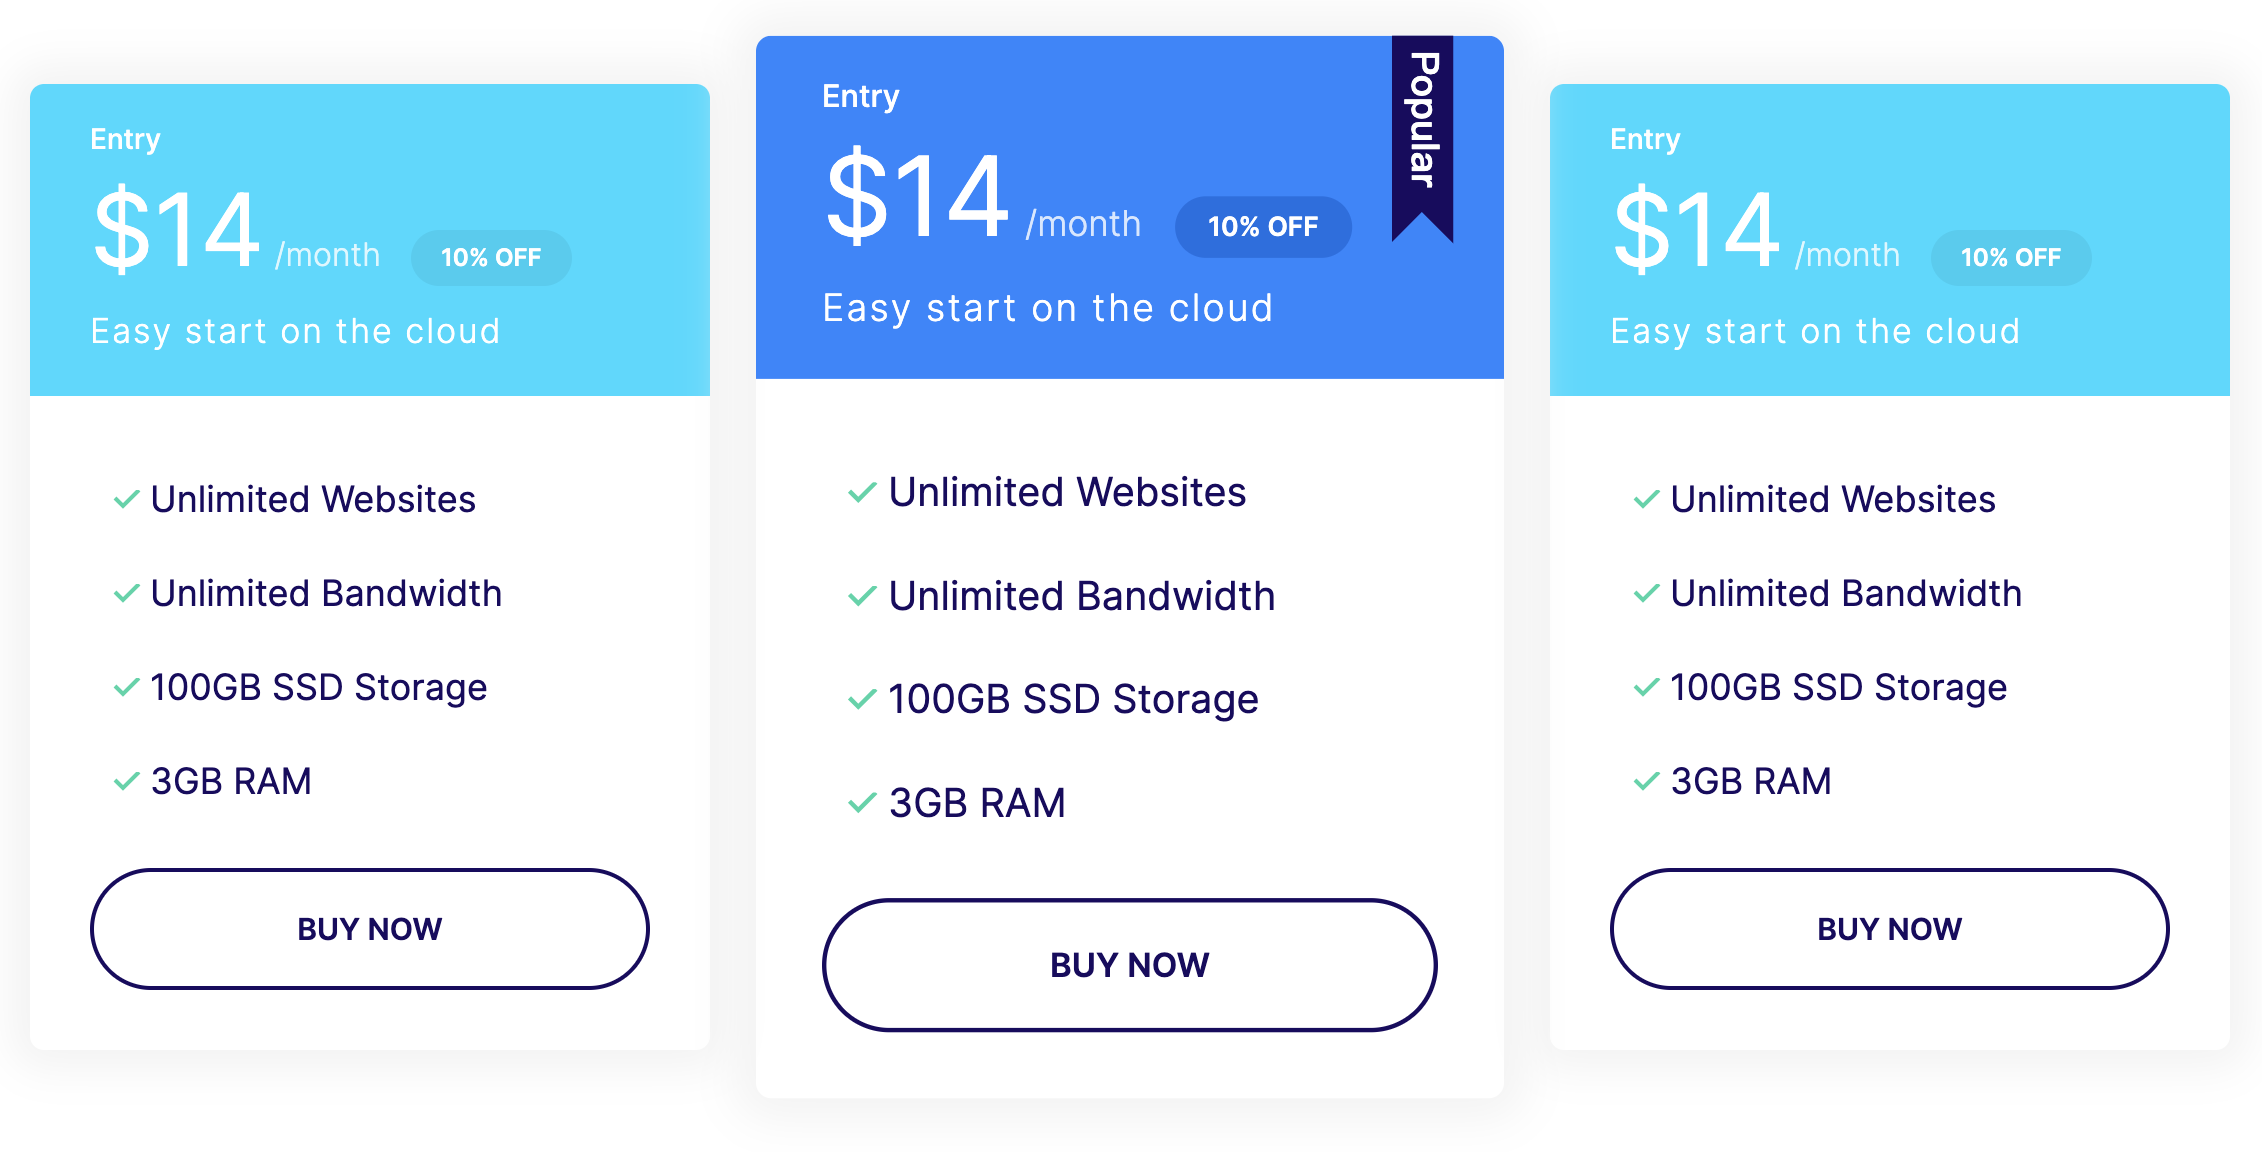 Entry
$14 /month 10% OFF
Easy start on the cloud
Unlimited Websites
Unlimited Bandwidth
100GB SSD Storage
3GB RAM
BUY NOW
Popular
Entry
$14 /month 10% OFF
Easy start on the cloud
Unlimited Websites
Unlimited Bandwidth
100GB SSD Storage
3GB RAM
BUY NOW
Entry
$14 /month 10% OFF
Easy start on the cloud
Unlimited Websites
Unlimited Bandwidth
100GB SSD Storage
3GB RAM
BUY NOW